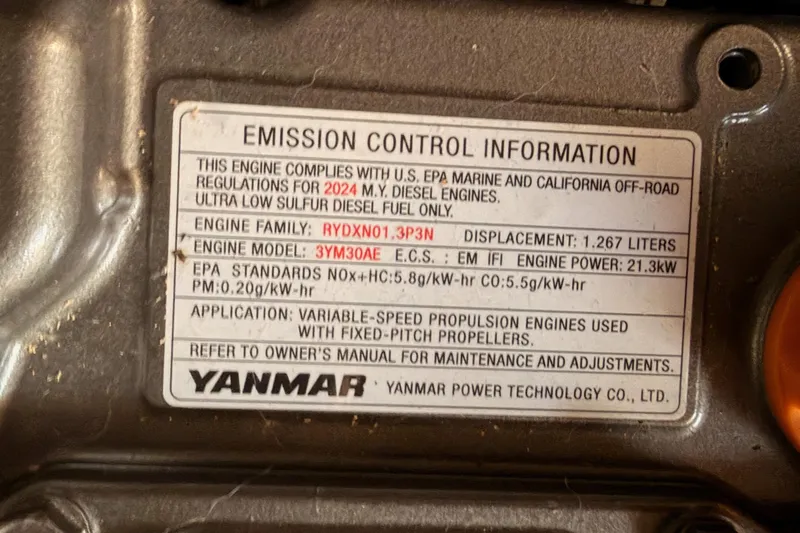 EMISSION CONTROL INFORMATION
THIS ENGINE COMPLIES WITH U.S. EPA MARINE AND CALIFORNIA OFF-ROAD
REGULATIONS FOR 2024 M.Y. DIESEL ENGINES.
ULTRA LOW SULFUR DIESEL FUEL ONLY.
ENGINE FAMILY: RYDXN01.3P3N DISPLACEMENT: 1.267 LITERS
ENGINE MODEL: 3YM30AE E.C.S. : EM IFI ENGINE POWER: 21.3kW
EPA STANDARDS NOx+HC:5.8g/kW-hr CO:5.5g/kW-hr
PM:0.20g/kW-hr
APPLICATION: VARIABLE-SPEED PROPULSION ENGINES USED
WITH FIXED-PITCH PROPELLERS.
REFER TO OWNER'S MANUAL FOR MAINTENANCE AND ADJUSTMENTS.
YANMAR YANMAR POWER TECHNOLOGY CO., LTD.